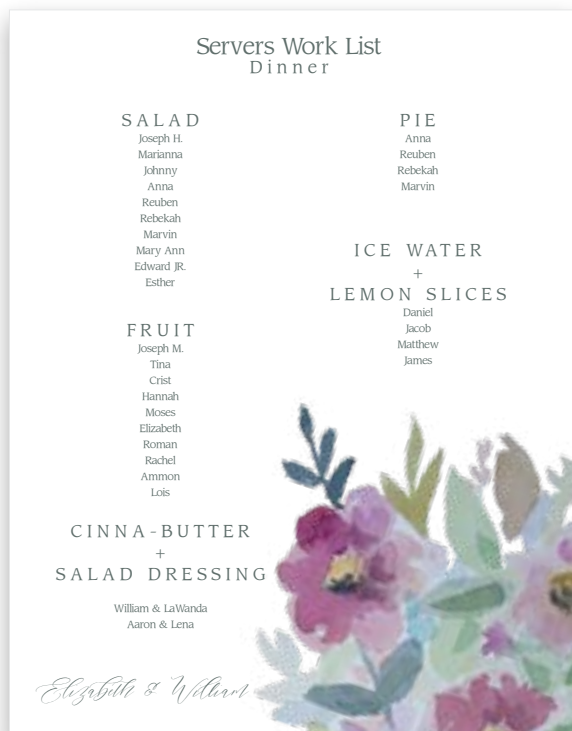 Servers Work List
Dinner
SALAD
Joseph H.
Marianna
Johnny
Anna
Reuben
Rebekah
Marvin
Mary Ann
Edward JR.
Esther
FRUIT
Joseph M.
Tina
Crist
Hannah
Moses
Elizabeth
Roman
Rachel
Ammon
Lois
CINNA-BUTTER
+
SALAD DRESSING
William & LaWanda
Aaron & Lena
Elizabeth & William
PIE
Anna
Reuben
Rebekah
Marvin
ICE WATER
+
LEMON SLICES
Daniel
Jacob
Matthew
James